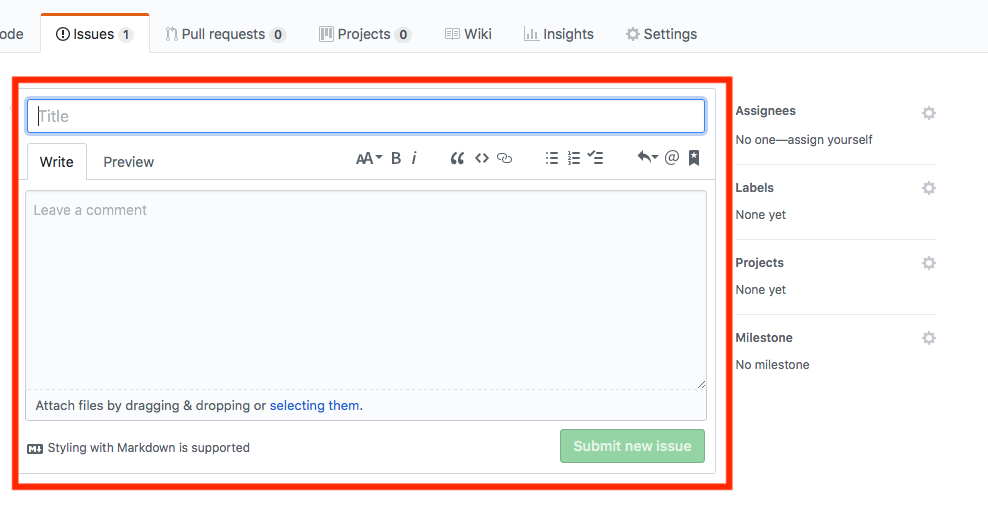 ode Issues 1 Pull requests 0 Projects 0 Wiki Insights Settings
Title
Write Preview AA B i
Leave a comment
Attach files by dragging & dropping or selecting them.
Styling with Markdown is supported
Submit new issue
Assignees
No one—assign yourself
Labels
None yet
Projects
None yet
Milestone
No milestone